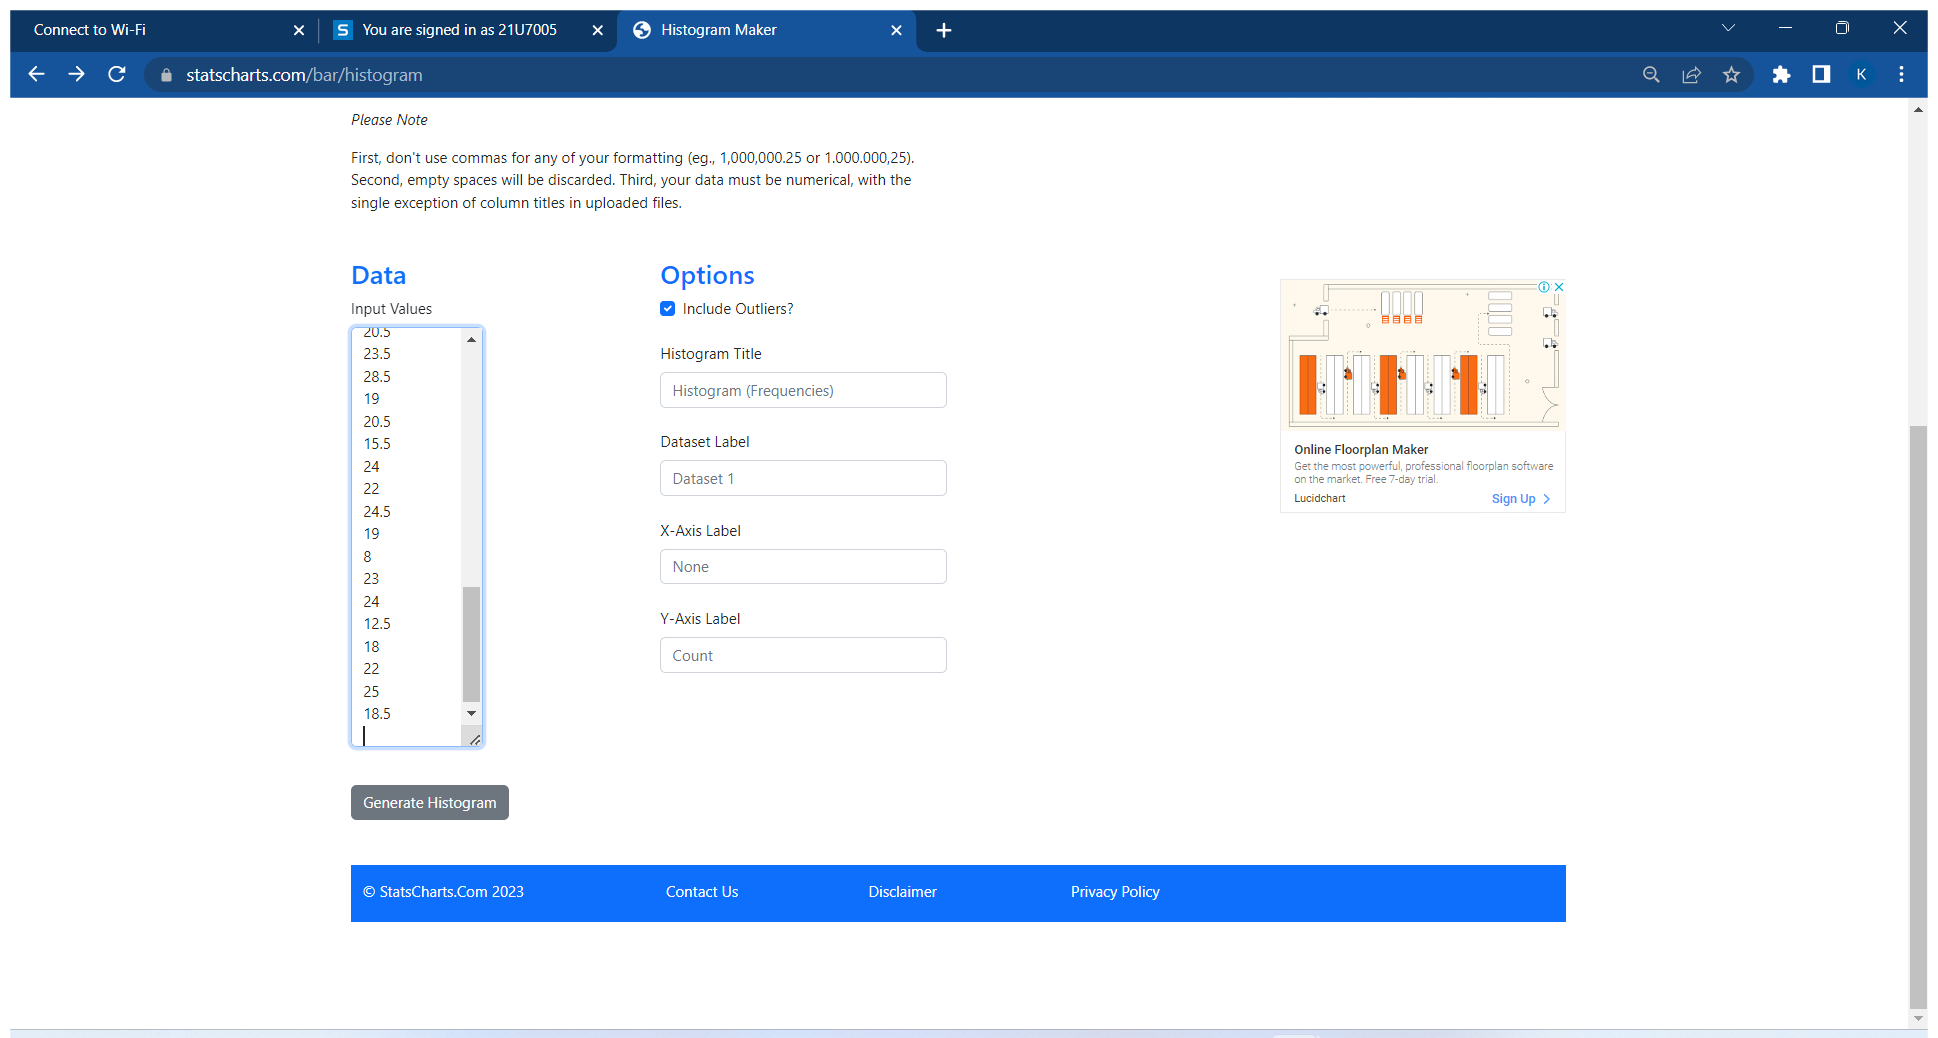 Connect to Wi-Fi
S You are signed in as 21U7005
Histogram Maker
statscharts.com/bar/histogram
K
Please Note
First, don't use commas for any of your formatting (eg., 1,000,000.25 or 1.000.000,25).
Second, empty spaces will be discarded. Third, your data must be numerical, with the
single exception of column titles in uploaded files.
Data
Input Values
20.5
23.5
28.5
19
20.5
15.5
24
22
24.5
19
8
23
24
12.5
18
22
25
18.5
Generate Histogram
Options
Include Outliers?
Histogram Title
Histogram (Frequencies)
Dataset Label
Dataset 1
X-Axis Label
None
Y-Axis Label
Count
Online Floorplan Maker
Get the most powerful, professional floorplan software
on the market. Free 7-day trial.
Lucidchart
Sign Up
© StatsCharts.Com 2023
Contact Us
Disclaimer
Privacy Policy